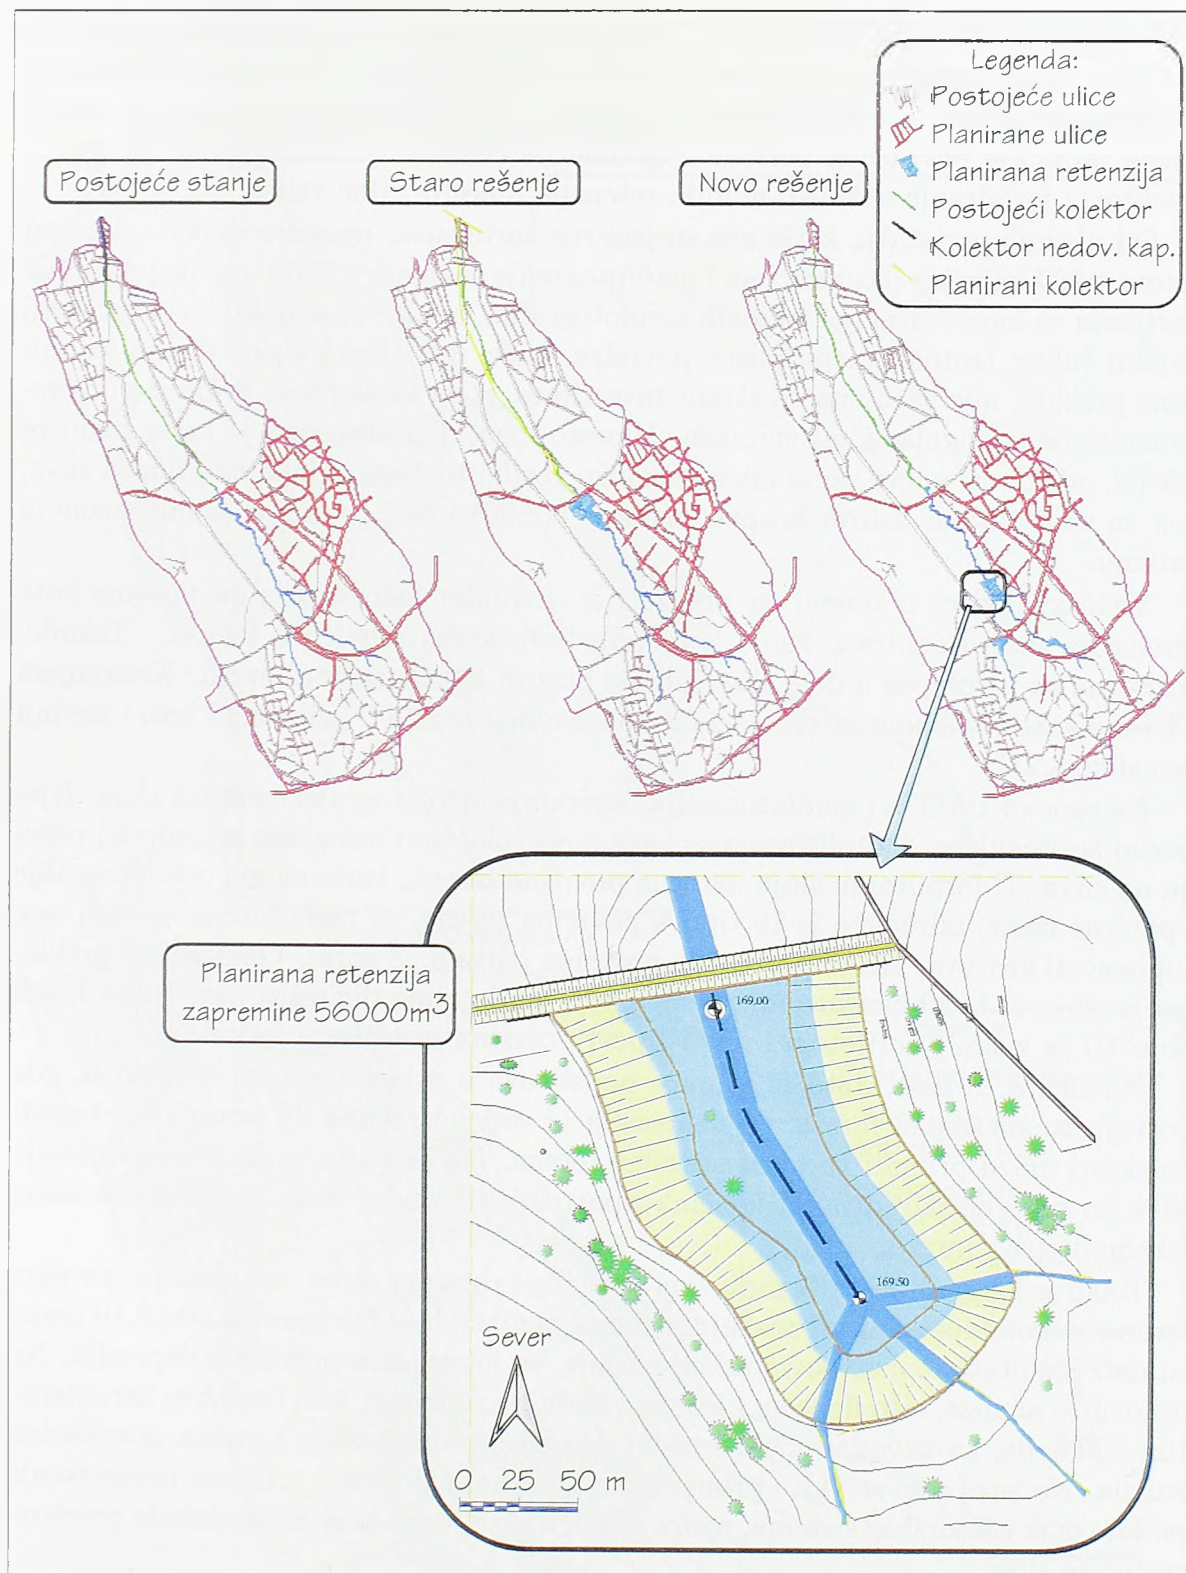 Legenda:
Postojeće ulice
Planirane ulice
Planirana retenzija
Postojeći kolektor
Kolektor nedov. kap.
Planirani kolektor
Postojeće stanje
Staro rešenje
Novo rešenje
Planirana retenzija
zapremine 56000m³
169.00
169.50
Sever
0 25 50 m